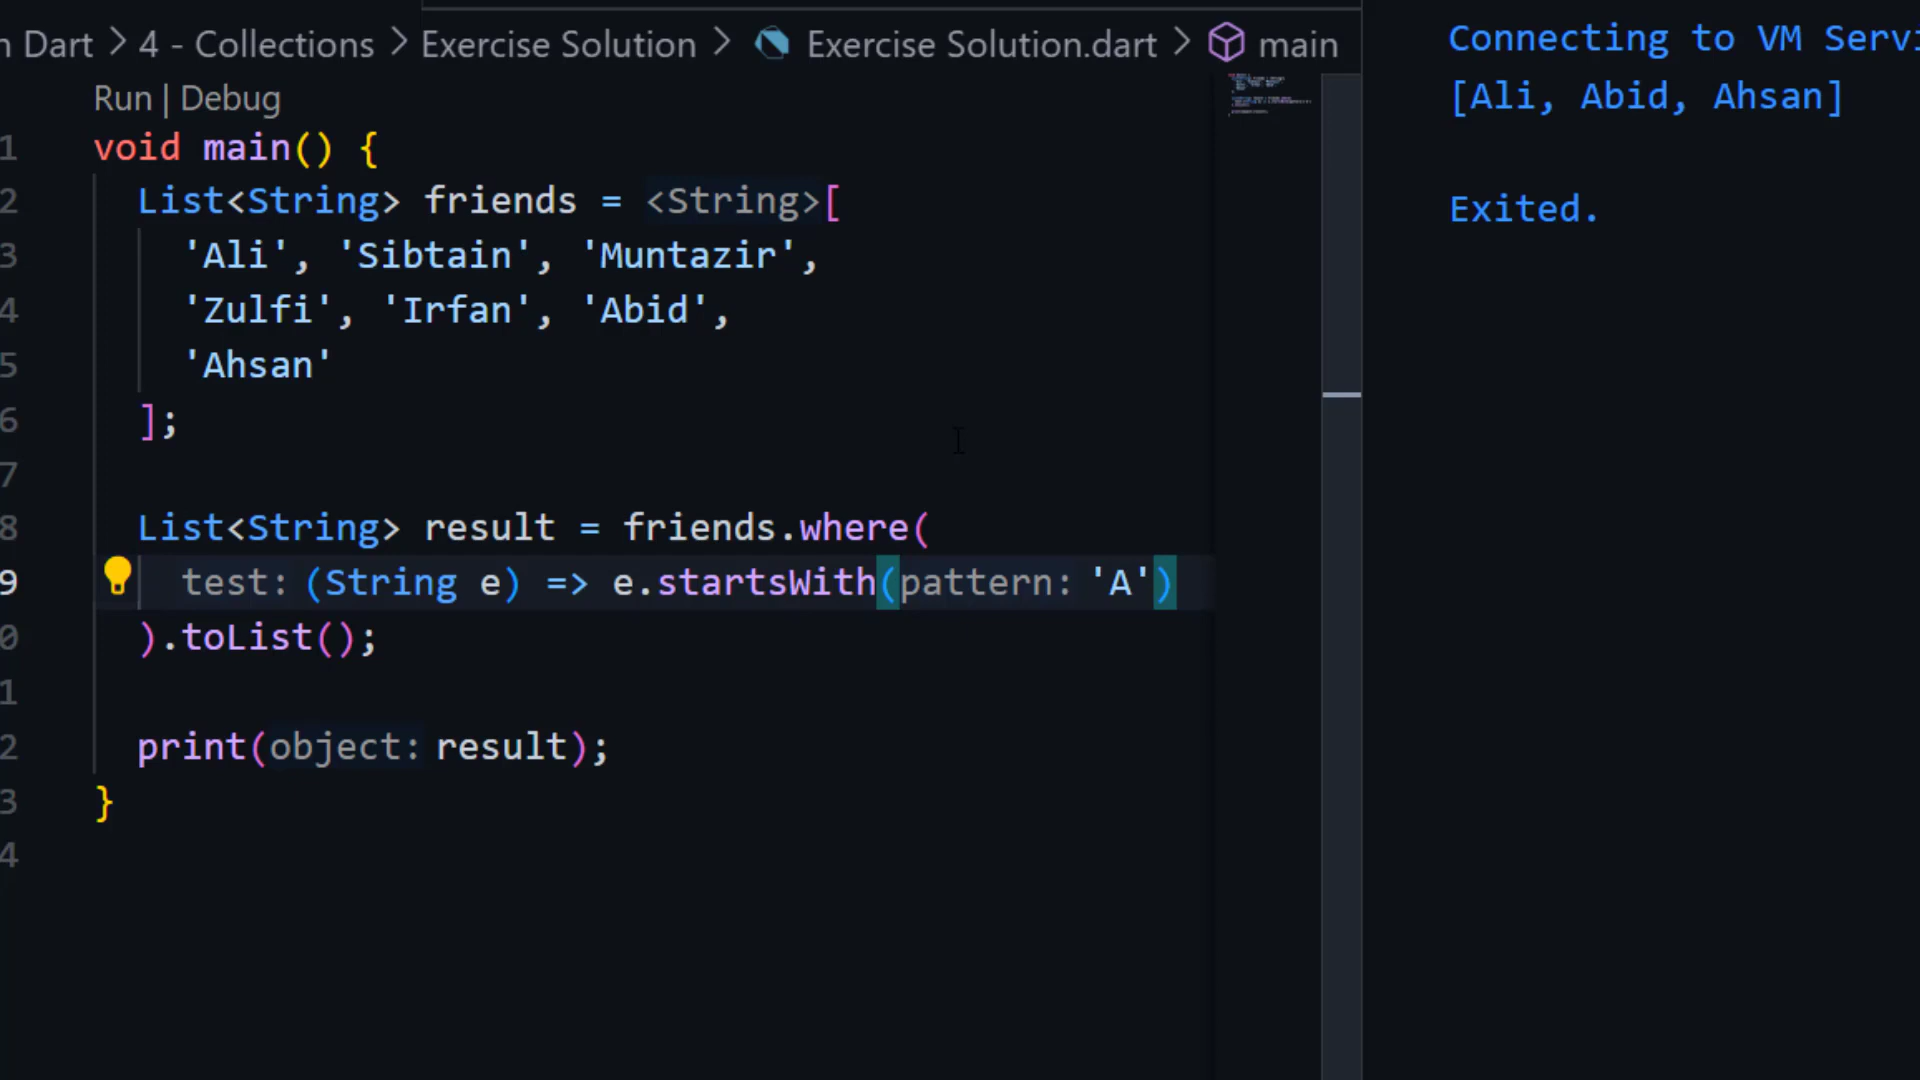 n Dart > 4 - Collections > Exercise Solution > Exercise Solution.dart > main
Run | Debug
1 void main() {
2 List<String> friends = <String>[
3 'Ali', 'Sibtain', 'Muntazir',
4 'Zulfi', 'Irfan', 'Abid',
5 'Ahsan'
6 ];
7
8 List<String> result = friends.where(
9 test: (String e) => e.startsWith(pattern: 'A')
0 ).toList();
1
2 print(object: result);
3 }
4
Connecting to VM Servi
[Ali, Abid, Ahsan]
Exited.